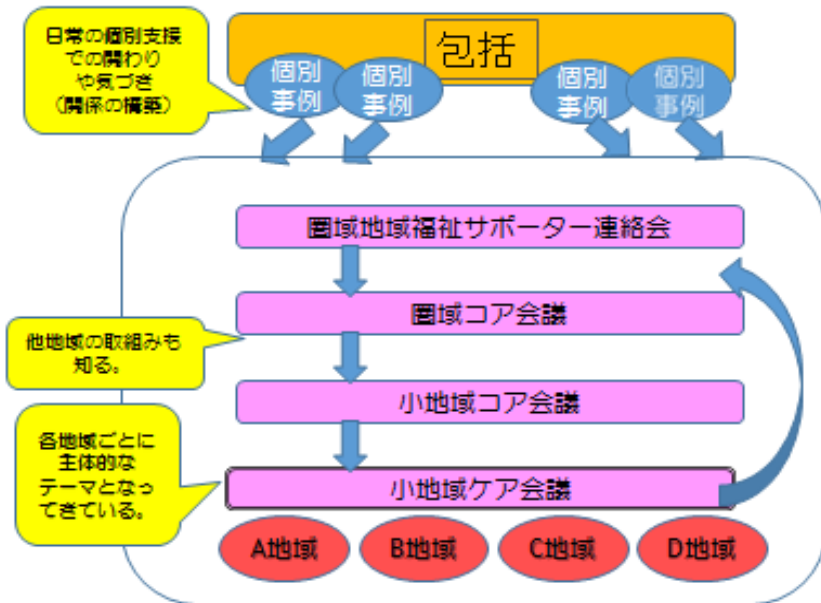 日常の個別支援
での関わり
や気づき
(関係の構築)
包括
個別
事例
個別
事例
個別
事例
個別
事例
圏域地域福祉サポーター連絡会
圏域コア会議
他地域の取組みも
知る。
小地域コア会議
各地域ごとに
主体的な
テーマとなっ
てきている。
小地域ケア会議
A地域
B地域
C地域
D地域